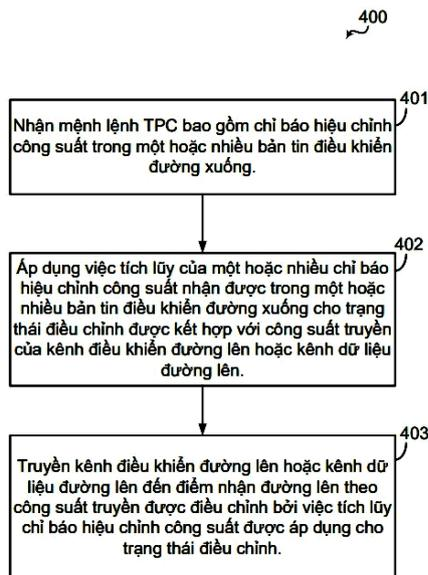 400
401
Nhận mệnh lệnh TPC bao gồm chỉ báo hiệu chỉnh
công suất trong một hoặc nhiều bản tin điều khiển
đường xuống.
402
Áp dụng việc tích lũy của một hoặc nhiều chỉ báo
hiệu chỉnh công suất nhận được trong một hoặc
nhiều bản tin điều khiển đường xuống cho trạng
thái điều chỉnh được kết hợp với công suất truyền
của kênh điều khiển đường lên hoặc kênh dữ liệu
đường lên.
403
Truyền kênh điều khiển đường lên hoặc kênh dữ
liệu đường lên đến điểm nhận đường lên theo
công suất truyền được điều chỉnh bởi việc tích lũy
chỉ báo hiệu chỉnh công suất được áp dụng cho
trạng thái điều chỉnh.